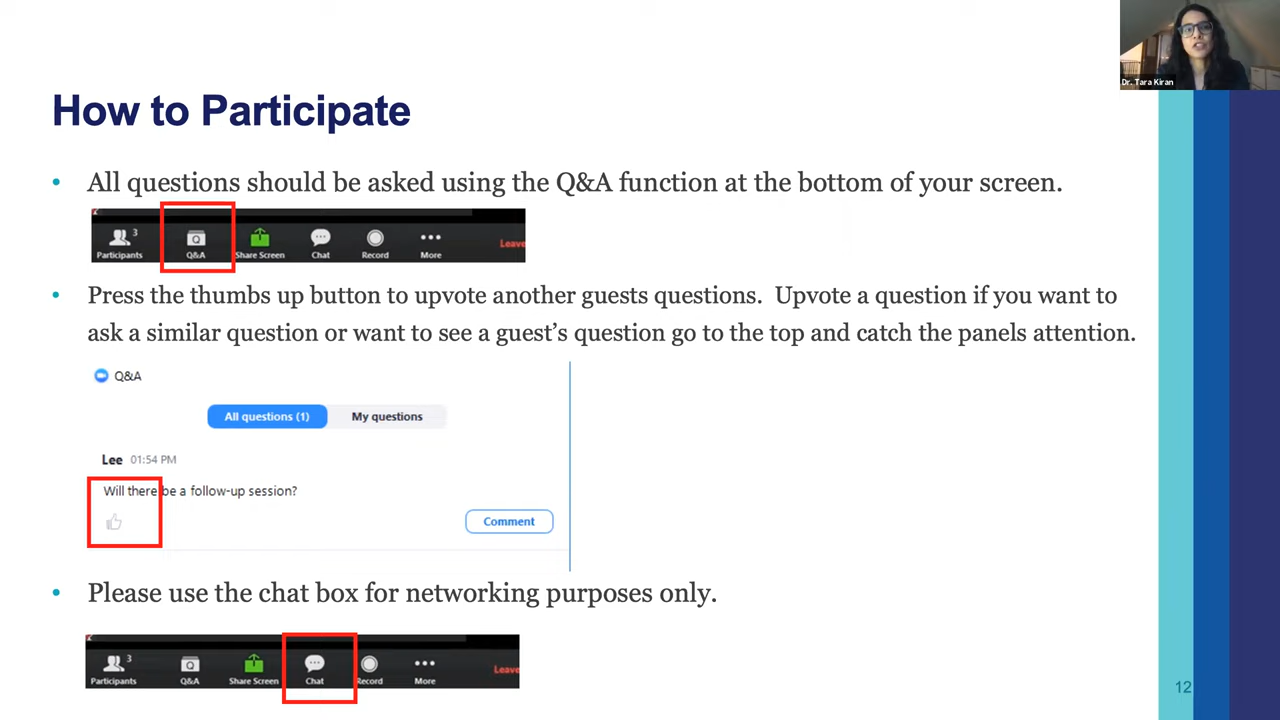 Dr. Tara Kiran
How to Participate
• All questions should be asked using the Q&A function at the bottom of your screen.
Participants 3 Q&A Share Screen Chat Record More Leave
• Press the thumbs up button to upvote another guests questions. Upvote a question if you want to
ask a similar question or want to see a guest’s question go to the top and catch the panels attention.
Q&A
All questions (1) My questions
Lee 01:54 PM
Will there be a follow-up session?
Comment
• Please use the chat box for networking purposes only.
Participants 3 Q&A Share Screen Chat Record More Leave
12